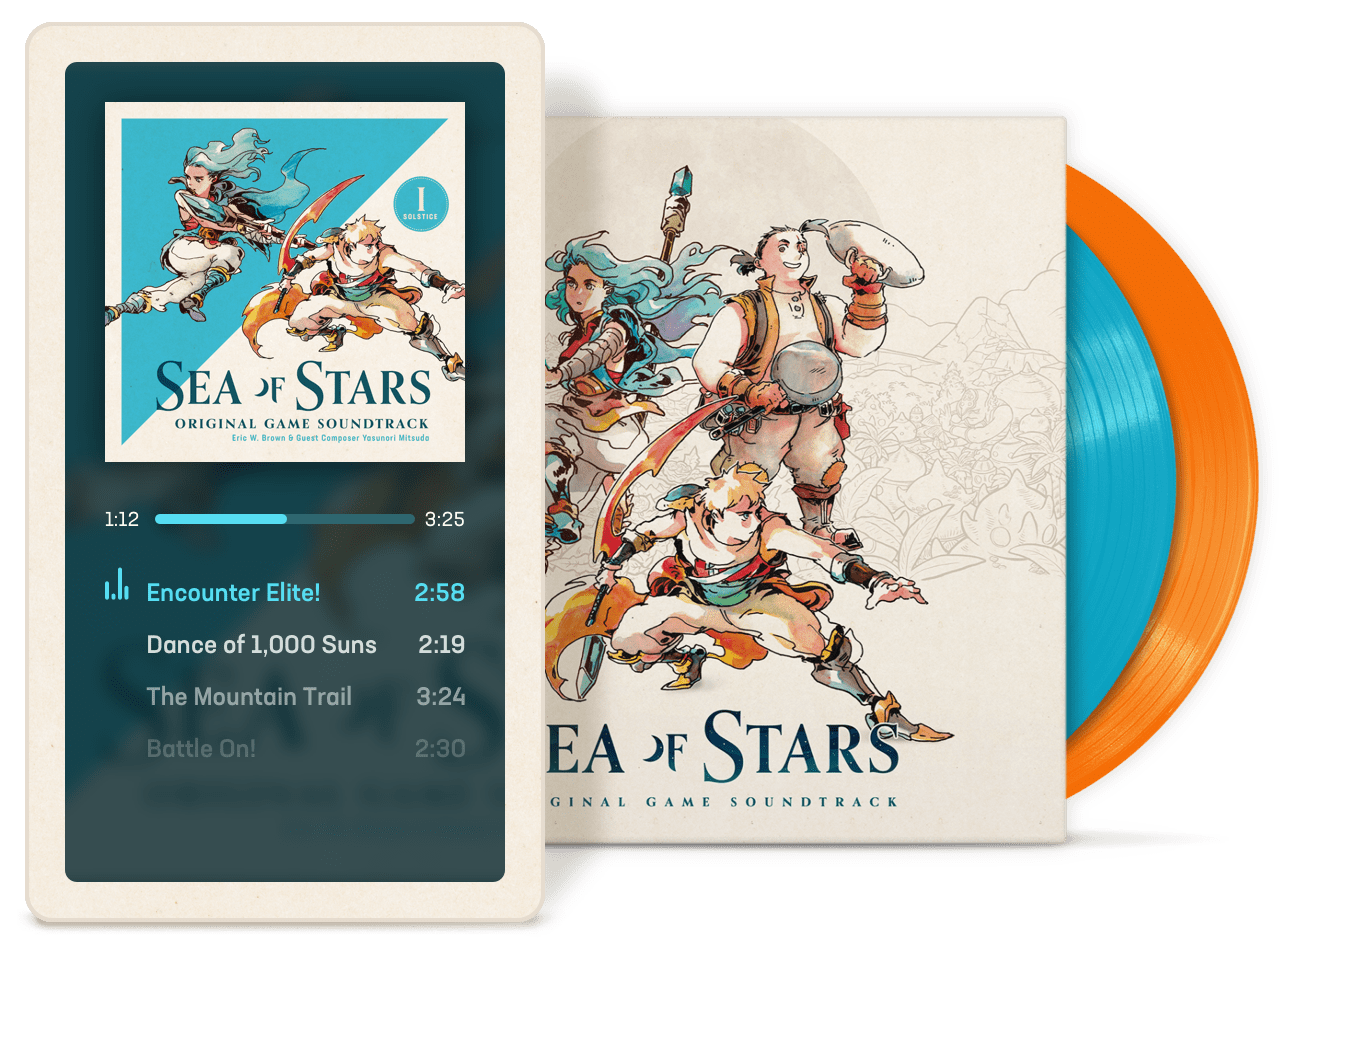 I
SOLSTICE
SEA OF STARS
ORIGINAL GAME SOUNDTRACK
Eric W. Brown & Guest Composer Yasunori Mitsuda
1:12 3:25
Encounter Elite! 2:58
Dance of 1,000 Suns 2:19
The Mountain Trail 3:24
Battle On! 2:30
EA OF STARS
GINAL GAME SOUNDTRACK